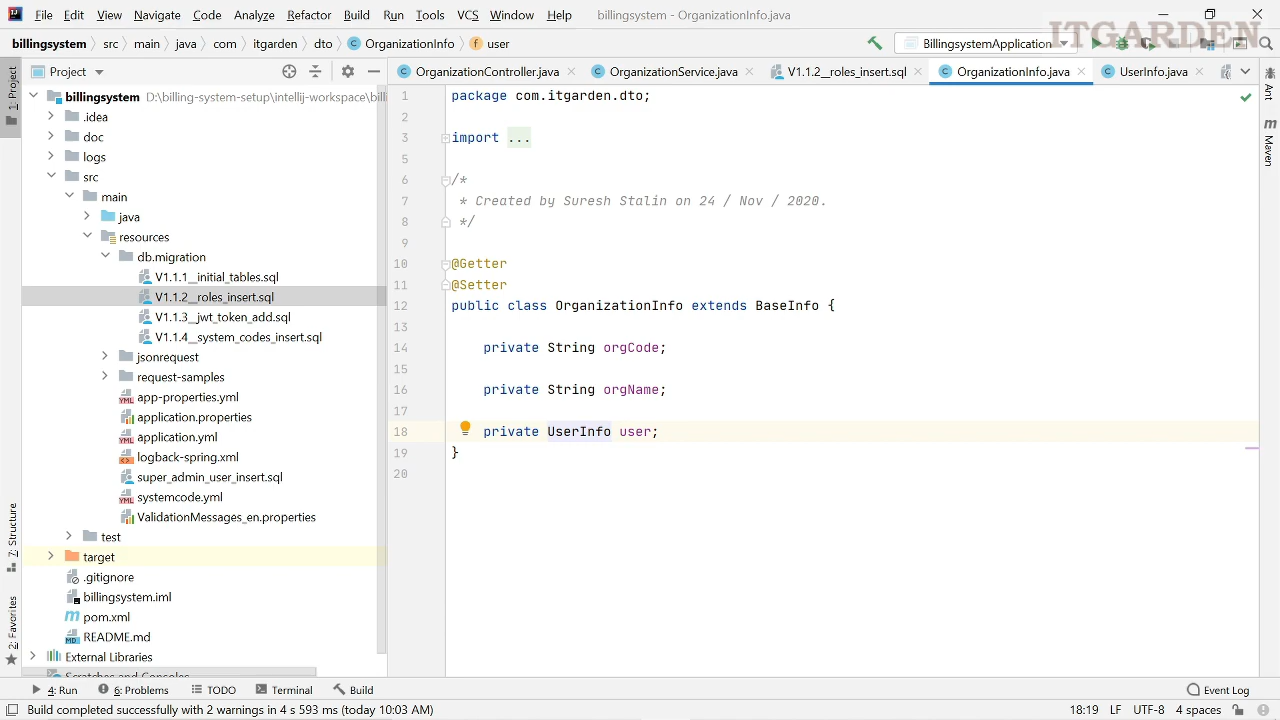 File Edit View Navigate Code Analyze Refactor Build Run Tools VCS Window Help billingsystem - OrganizationInfo.java
ITGARDEN
billingsystem src main java com itgarden dto OrganizationInfo user BillingsystemApplication
Project
OrganizationController.java OrganizationService.java V1.1.2__roles_insert.sql OrganizationInfo.java UserInfo.java
1: Project
7: Structure
2: Favorites
billingsystem D:\billing-system-setup\intellij-workspace\billi
.idea
doc
logs
src
main
java
resources
db.migration
V1.1.1__initial_tables.sql
V1.1.2__roles_insert.sql
V1.1.3__jwt_token_add.sql
V1.1.4__system_codes_insert.sql
jsonrequest
request-samples
app-properties.yml
application.properties
application.yml
logback-spring.xml
super_admin_user_insert.sql
systemcode.yml
ValidationMessages_en.properties
test
target
.gitignore
billingsystem.iml
pom.xml
README.md
External Libraries
Scratches and Consoles
1 package com.itgarden.dto;
2
3 import ...
5
6 /*
7 * Created by Suresh Stalin on 24 / Nov / 2020.
8 */
9
10 @Getter
11 @Setter
12 public class OrganizationInfo extends BaseInfo {
13
14 private String orgCode;
15
16 private String orgName;
17
18 private UserInfo user;
19 }
20
Ant
Maven
4: Run 6: Problems TODO Terminal Build Event Log
Build completed successfully with 2 warnings in 4 s 593 ms (today 10:03 AM) 18:19 LF UTF-8 4 spaces